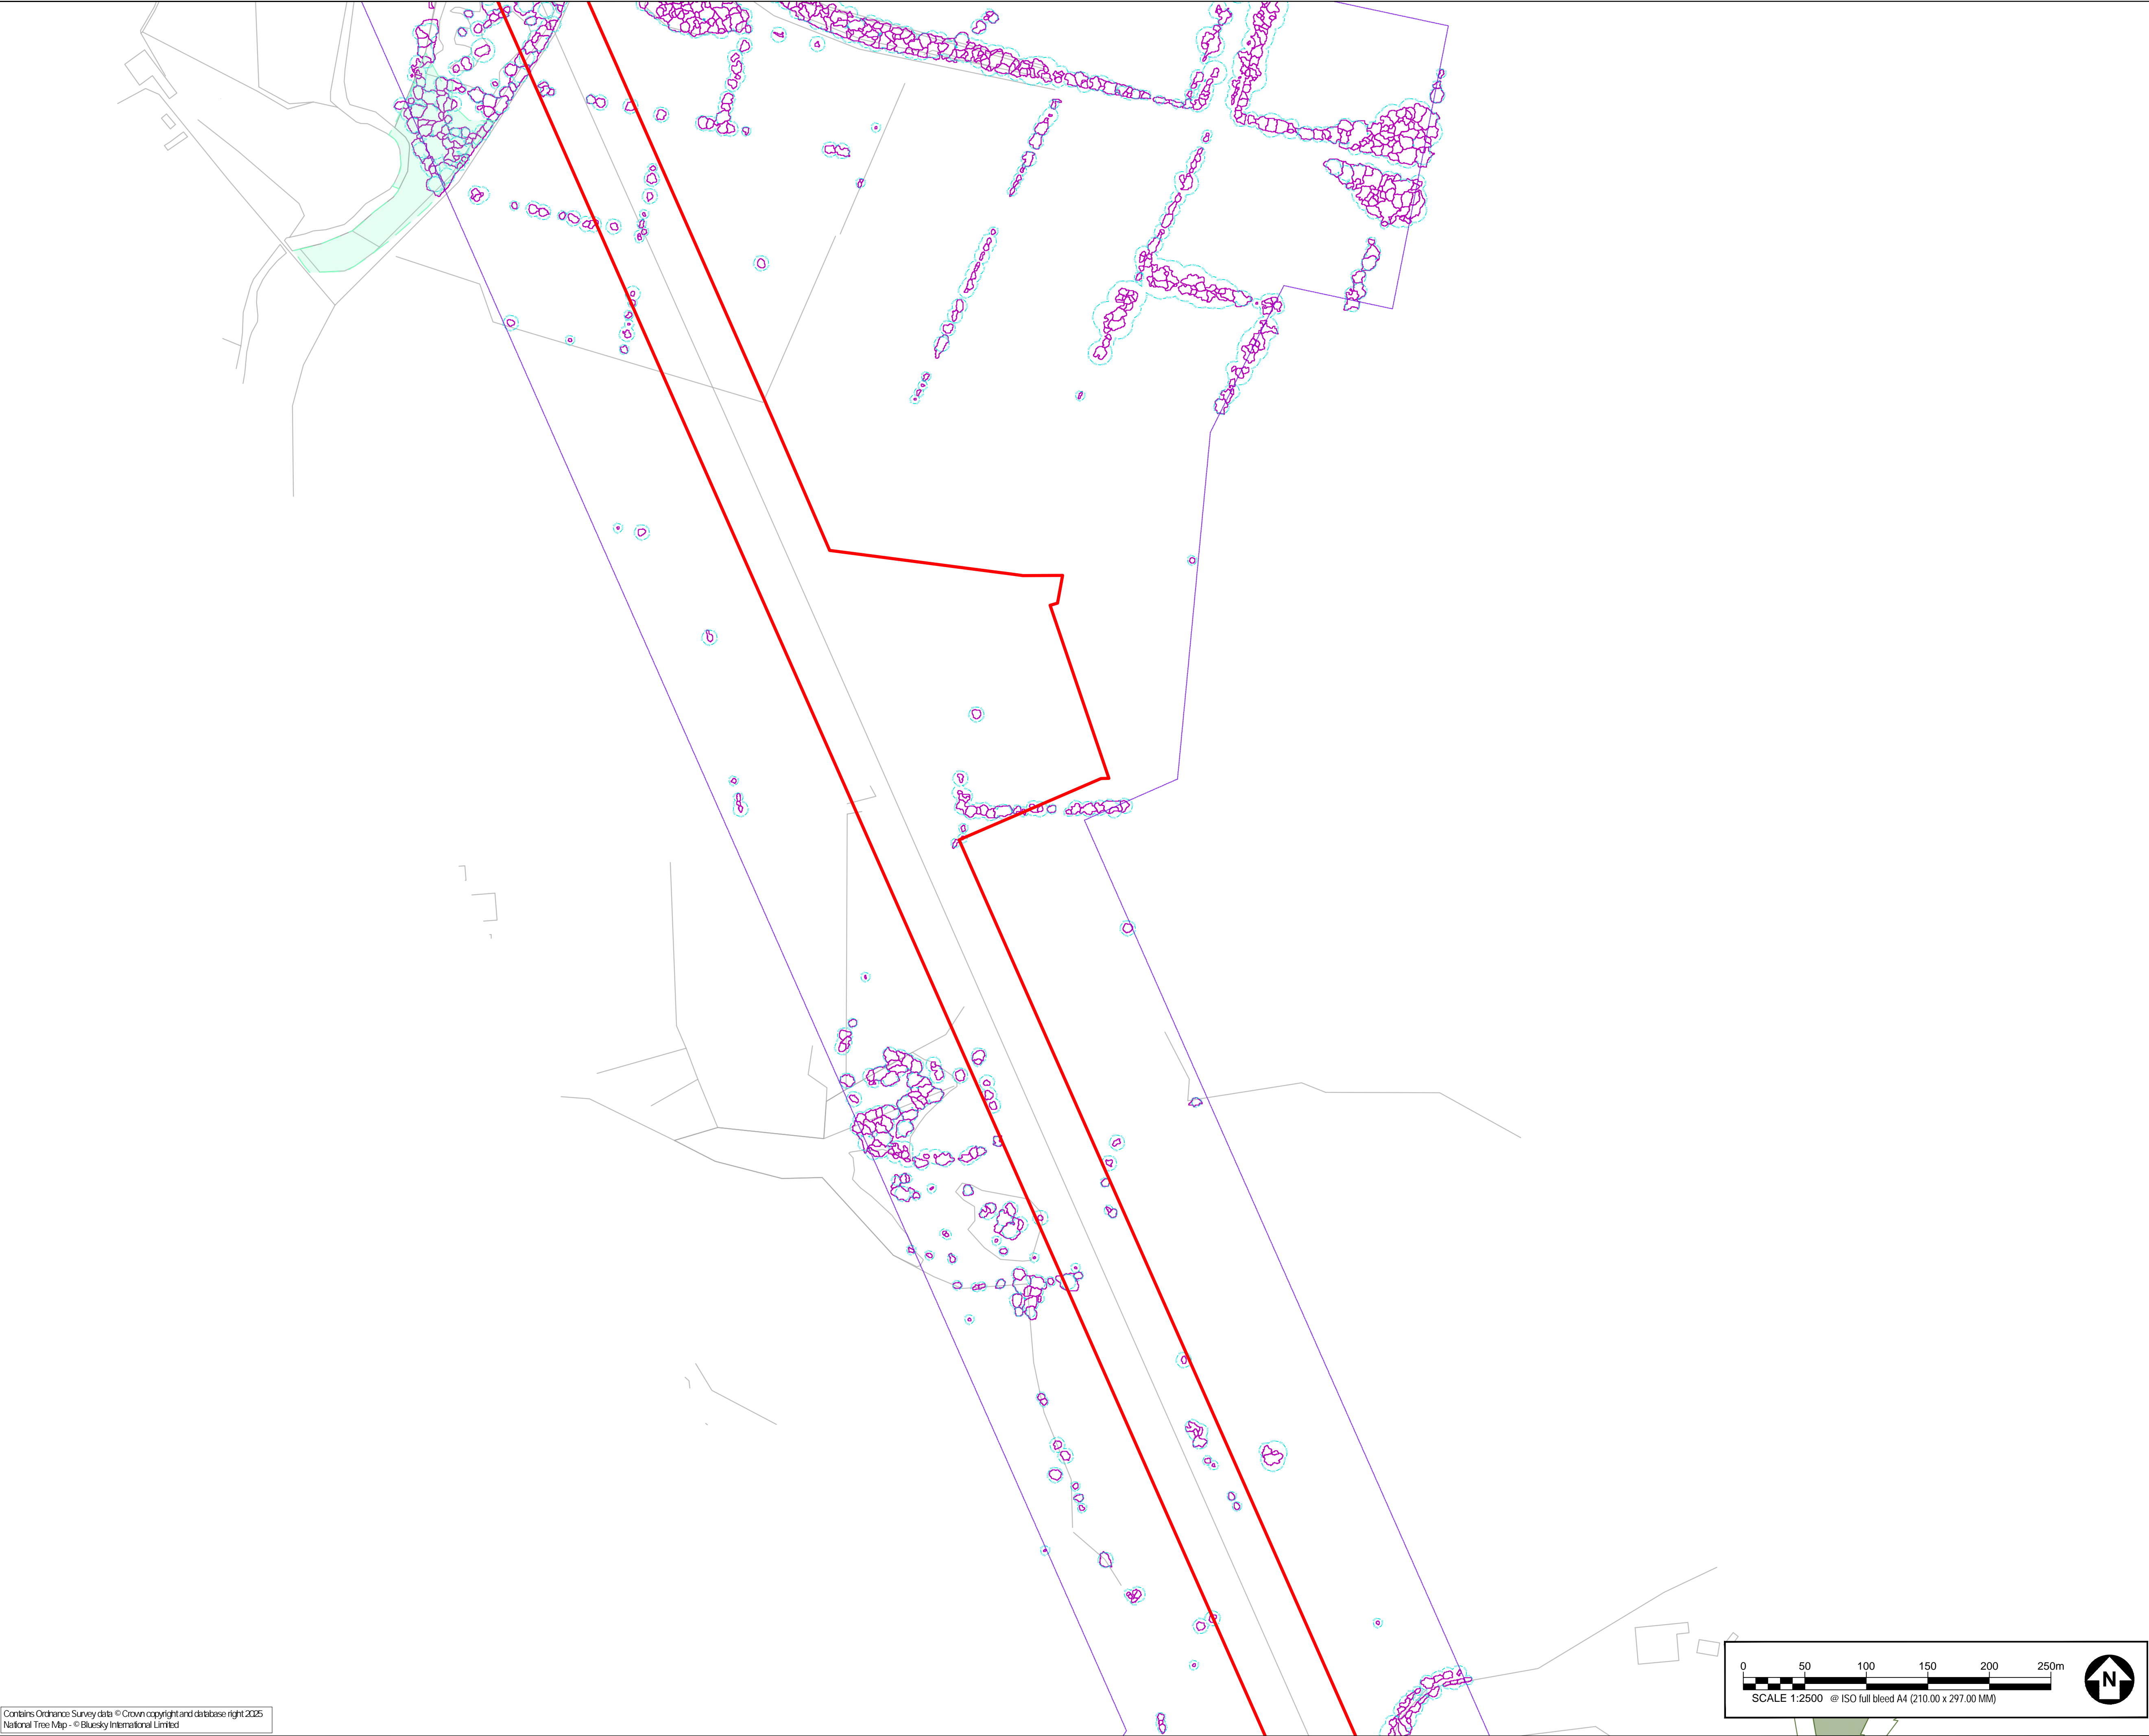 0 50 100 150 200 250m
SCALE 1:2500 @ ISO full bleed A4 (210.00 x 297.00 MM)
N
Contains Ordnance Survey data © Crown copyright and database right 2025
National Tree Map - © Bluesky International Limited